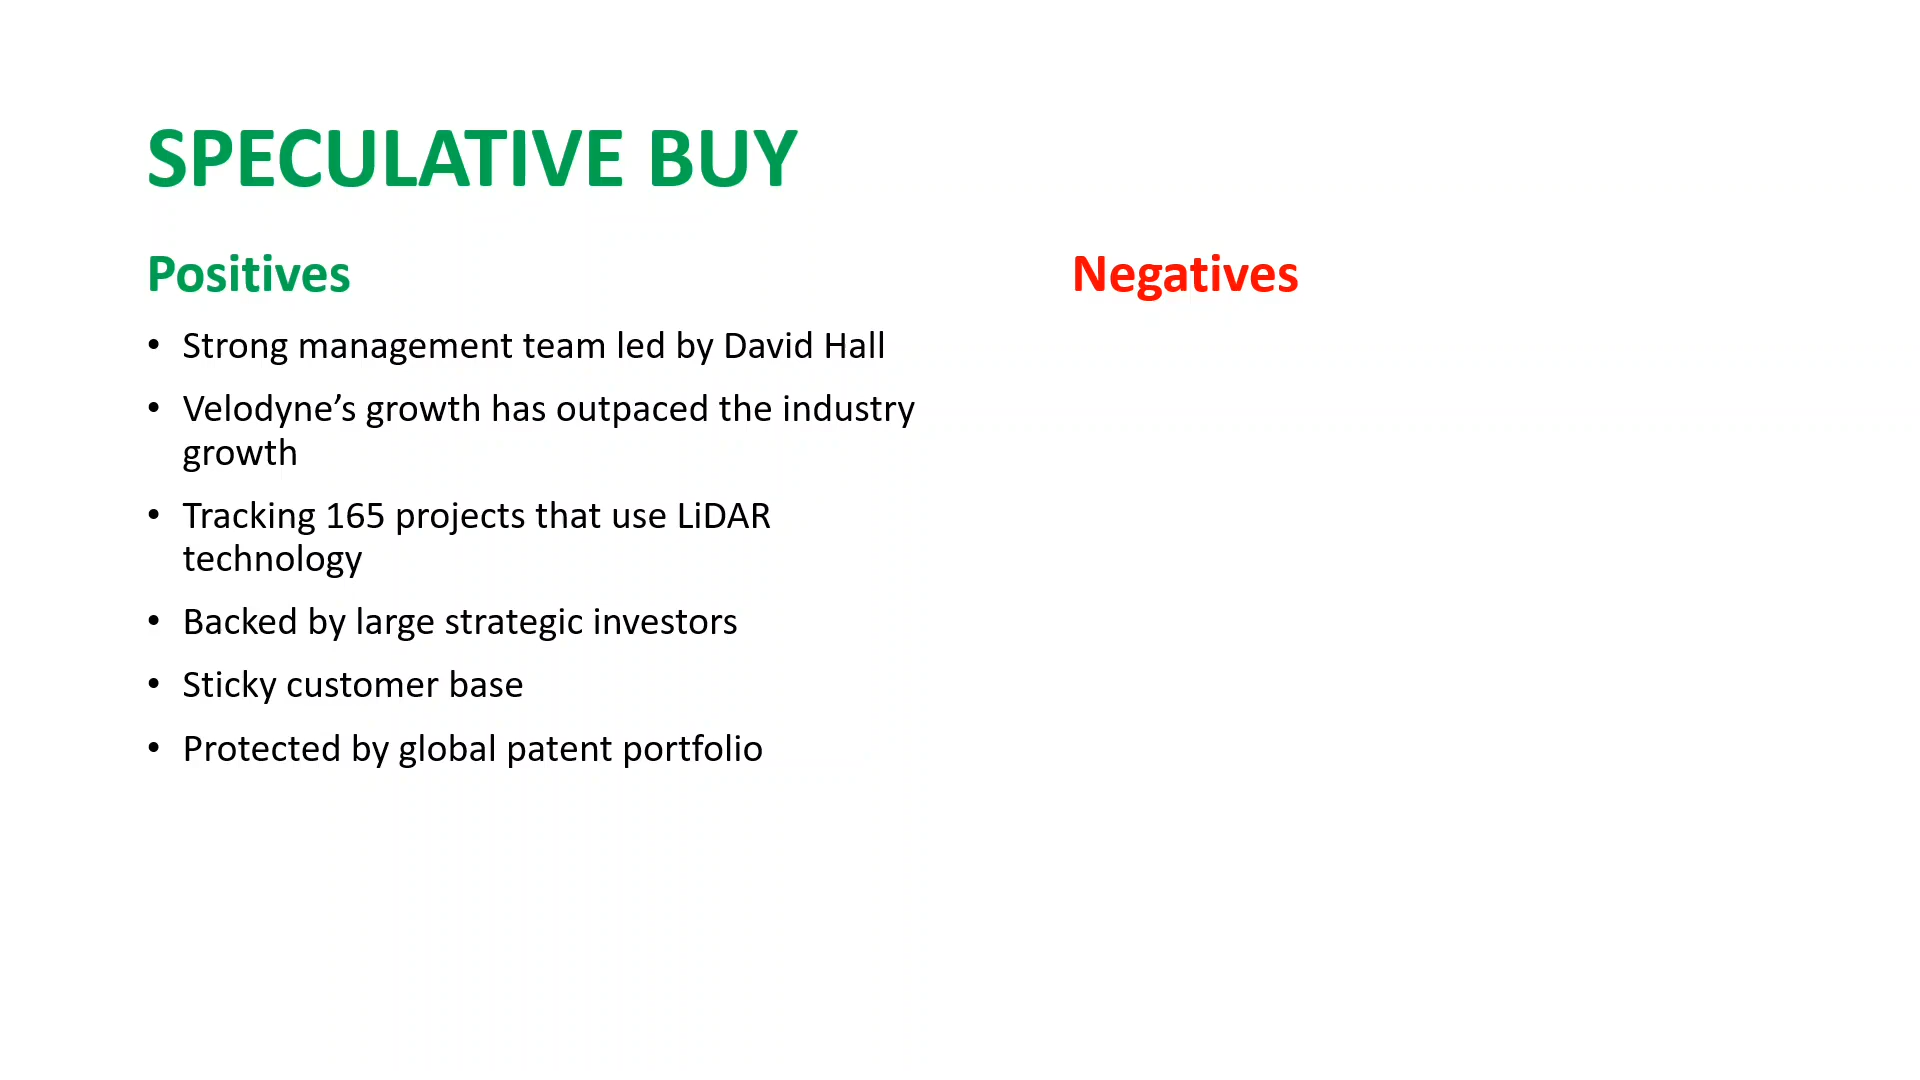 SPECULATIVE BUY
Positives
• Strong management team led by David Hall
• Velodyne’s growth has outpaced the industry
growth
• Tracking 165 projects that use LiDAR
technology
• Backed by large strategic investors
• Sticky customer base
• Protected by global patent portfolio
Negatives